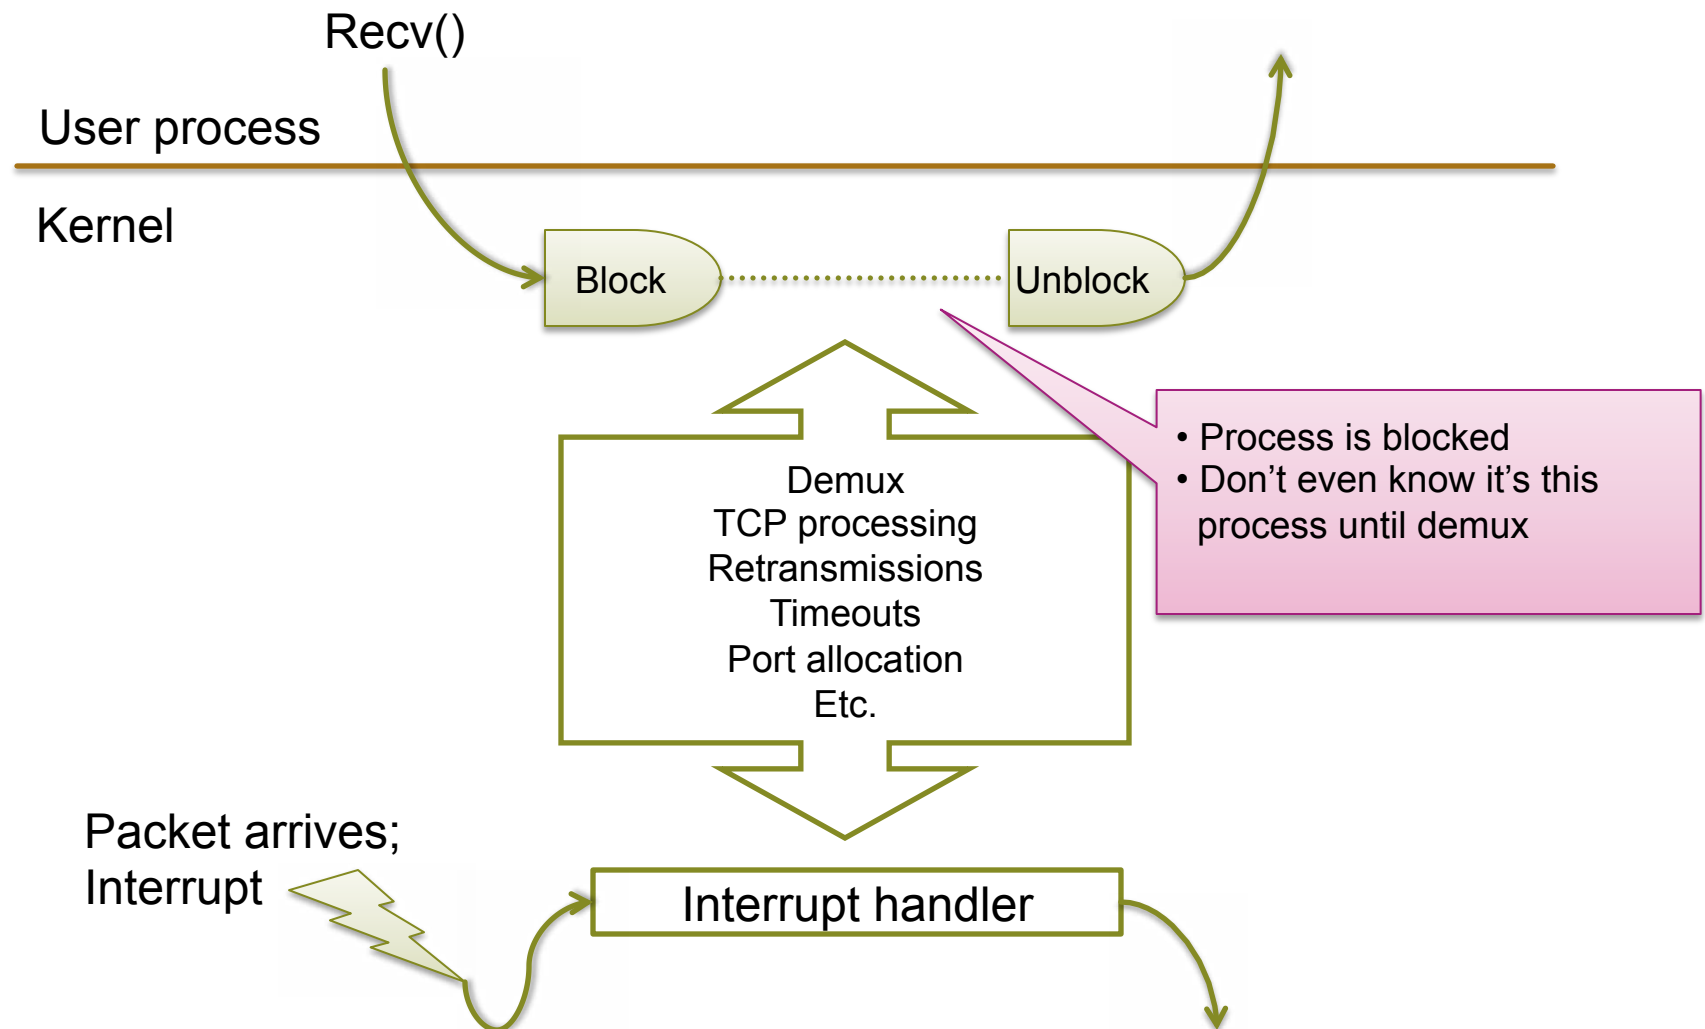 Recv()
User process
Kernel
Block
Unblock
• Process is blocked
• Don’t even know it’s this
process until demux
Demux
TCP processing
Retransmissions
Timeouts
Port allocation
Etc.
Packet arrives;
Interrupt
Interrupt handler